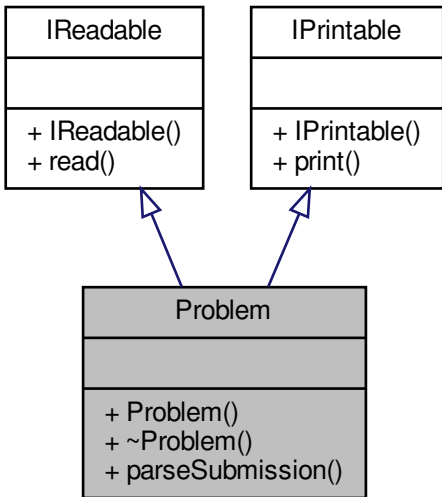 IReadable
+ IReadable()
+ read()
IPrintable
+ IPrintable()
+ print()
Problem
+ Problem()
+ ~Problem()
+ parseSubmission()